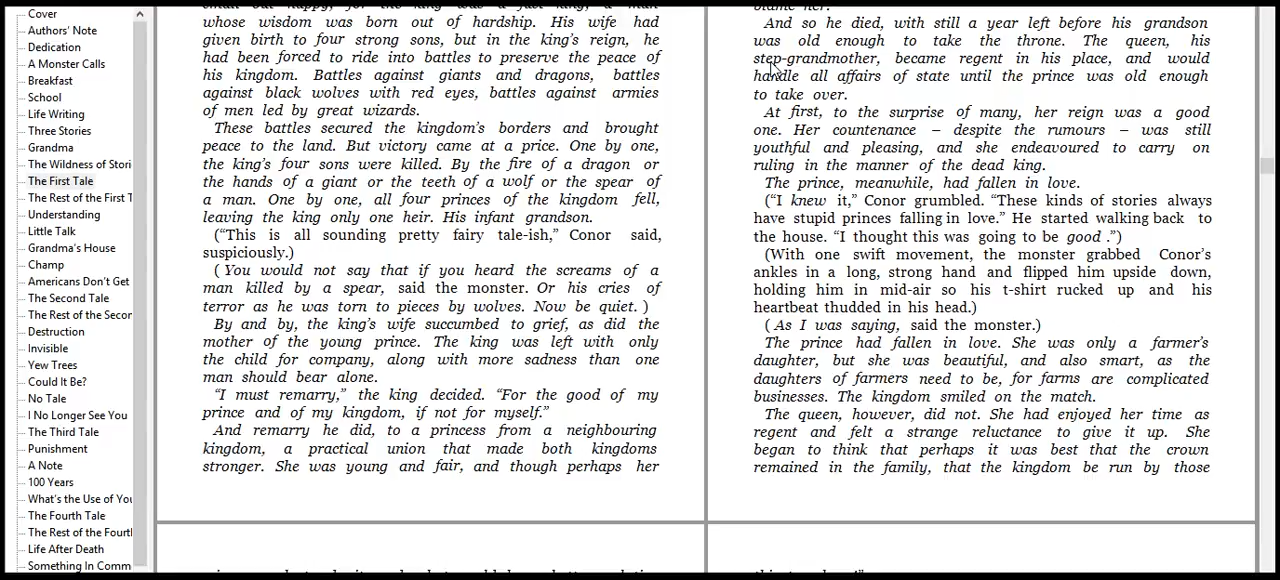 Cover
Authors' Note
Dedication
A Monster Calls
Breakfast
School
Life Writing
Three Stories
Grandma
The Wildness of Stori
The First Tale
The Rest of the First T
Understanding
Little Talk
Grandma's House
Champ
Americans Don't Get
The Second Tale
The Rest of the Secor
Destruction
Invisible
Yew Trees
Could It Be?
No Tale
I No Longer See You
The Third Tale
Punishment
A Note
100 Years
What's the Use of You
The Fourth Tale
The Rest of the Fourth
Life After Death
Something In Comm
whose wisdom was born out of hardship. His wife had
given birth to four strong sons, but in the king's reign, he
had been forced to ride into battles to preserve the peace of
his kingdom. Battles against giants and dragons, battles
against black wolves with red eyes, battles against armies
of men led by great wizards.
These battles secured the kingdom's borders and brought
peace to the land. But victory came at a price. One by one,
the king's four sons were killed. By the fire of a dragon or
the hands of a giant or the teeth of a wolf or the spear of
a man. One by one, all four princes of the kingdom fell,
leaving the king only one heir. His infant grandson.
("This is all sounding pretty fairy tale-ish," Conor said,
suspiciously.)
( You would not say that if you heard the screams of a
man killed by a spear, said the monster. Or his cries of
terror as he was torn to pieces by wolves. Now be quiet. )
By and by, the king's wife succumbed to grief, as did the
mother of the young prince. The king was left with only
the child for company, along with more sadness than one
man should bear alone.
"I must remarry," the king decided. "For the good of my
prince and of my kingdom, if not for myself."
And remarry he did, to a princess from a neighbouring
kingdom, a practical union that made both kingdoms
stronger. She was young and fair, and though perhaps her
And so he died, with still a year left before his grandson
was old enough to take the throne. The queen, his
step-grandmother, became regent in his place, and would
handle all affairs of state until the prince was old enough
to take over.
At first, to the surprise of many, her reign was a good
one. Her countenance – despite the rumours – was still
youthful and pleasing, and she endeavoured to carry on
ruling in the manner of the dead king.
The prince, meanwhile, had fallen in love.
("I knew it," Conor grumbled. "These kinds of stories always
have stupid princes falling in love." He started walking back to
the house. "I thought this was going to be good .")
(With one swift movement, the monster grabbed Conor's
ankles in a long, strong hand and flipped him upside down,
holding him in mid-air so his t-shirt rucked up and his
heartbeat thudded in his head.)
( As I was saying, said the monster.)
The prince had fallen in love. She was only a farmer's
daughter, but she was beautiful, and also smart, as the
daughters of farmers need to be, for farms are complicated
businesses. The kingdom smiled on the match.
The queen, however, did not. She had enjoyed her time as
regent and felt a strange reluctance to give it up. She
began to think that perhaps it was best that the crown
remained in the family, that the kingdom be run by those